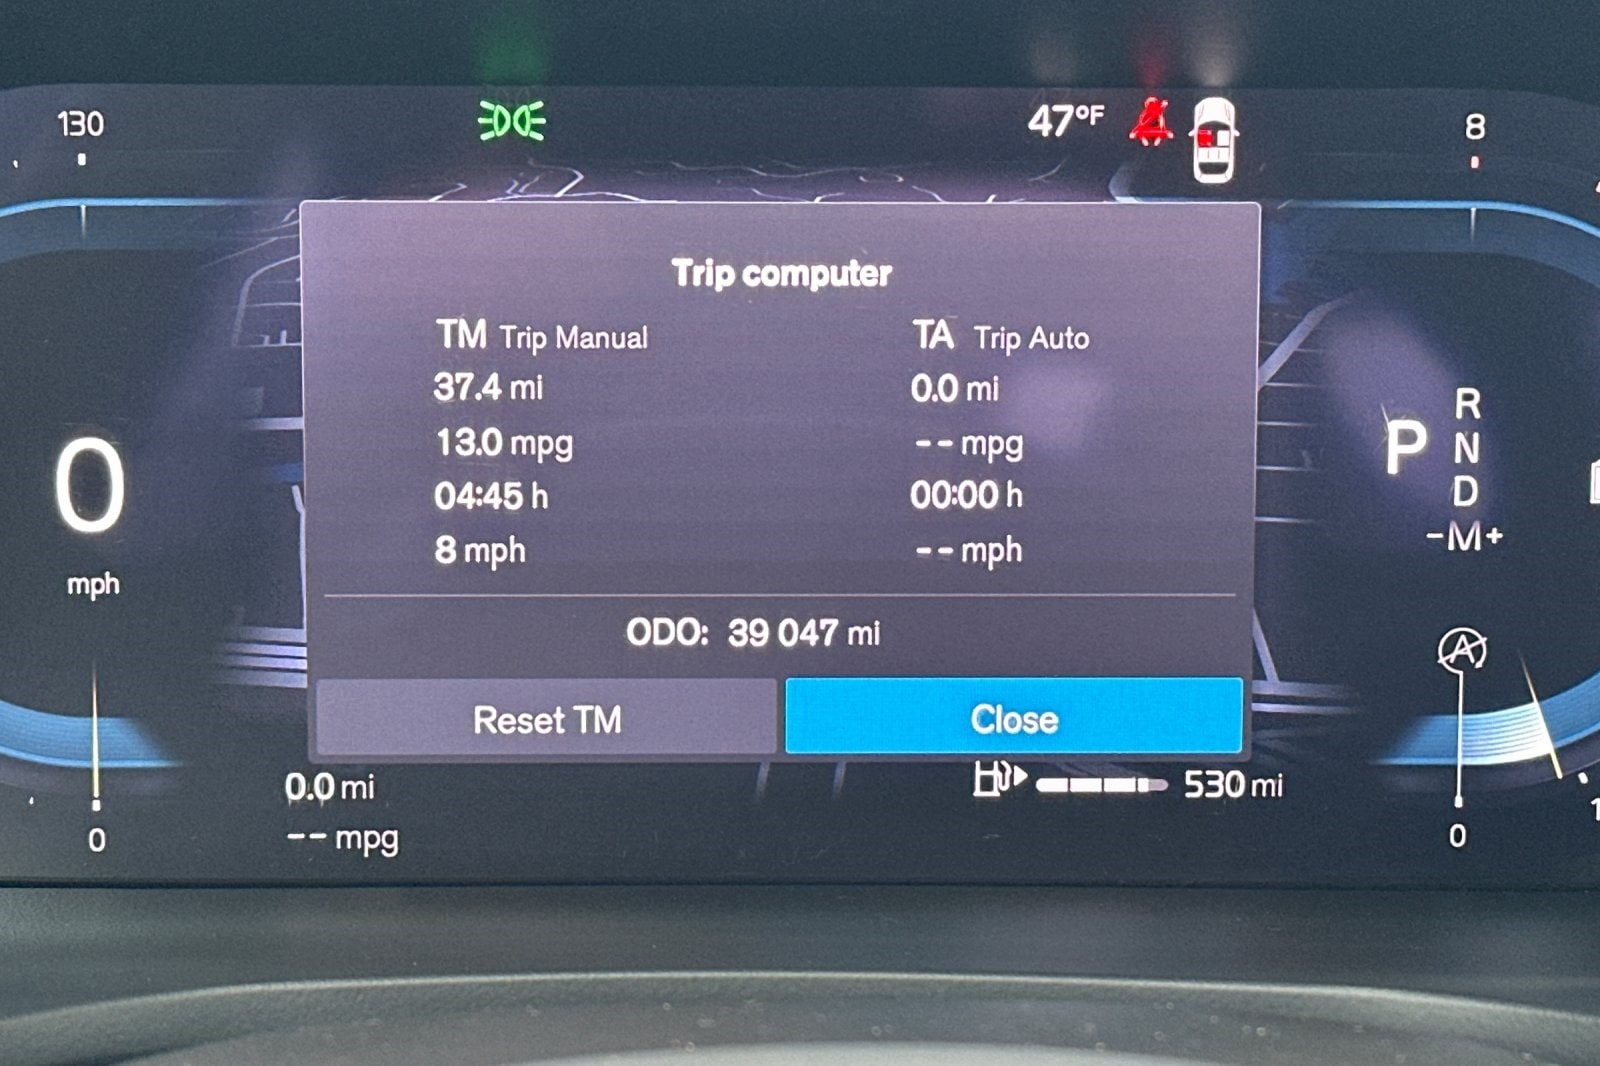 130
47°F
8
Trip computer
TM Trip Manual
TA Trip Auto
37.4 mi
0.0 mi
13.0 mpg
-- mpg
04:45 h
00:00 h
8 mph
-- mph
ODO: 39 047 mi
Reset TM
Close
0
mph
P
R
N
D
-M+
A
0.0 mi
-- mpg
530 mi
0
0